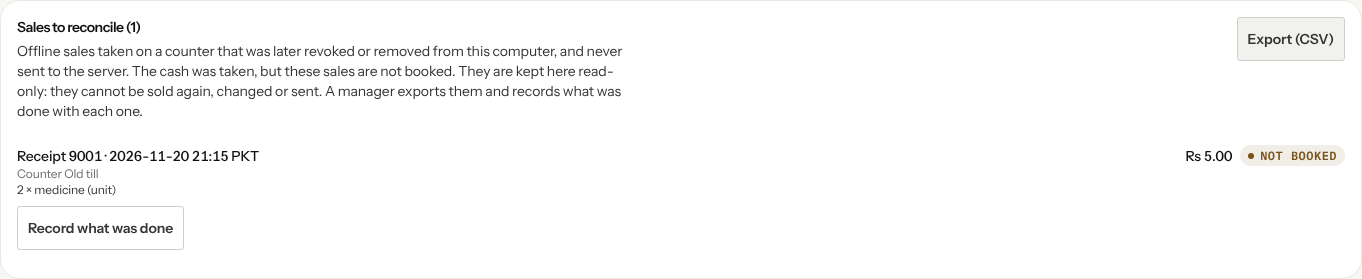 Sales to reconcile (1)
Export (CSV)
Offline sales taken on a counter that was later revoked or removed from this computer, and never
sent to the server. The cash was taken, but these sales are not booked. They are kept here read-
only: they cannot be sold again, changed or sent. A manager exports them and records what was
done with each one.
Receipt 9001 · 2026-11-20 21:15 PKT
Rs 5.00
NOT BOOKED
Counter Old till
2 × medicine (unit)
Record what was done